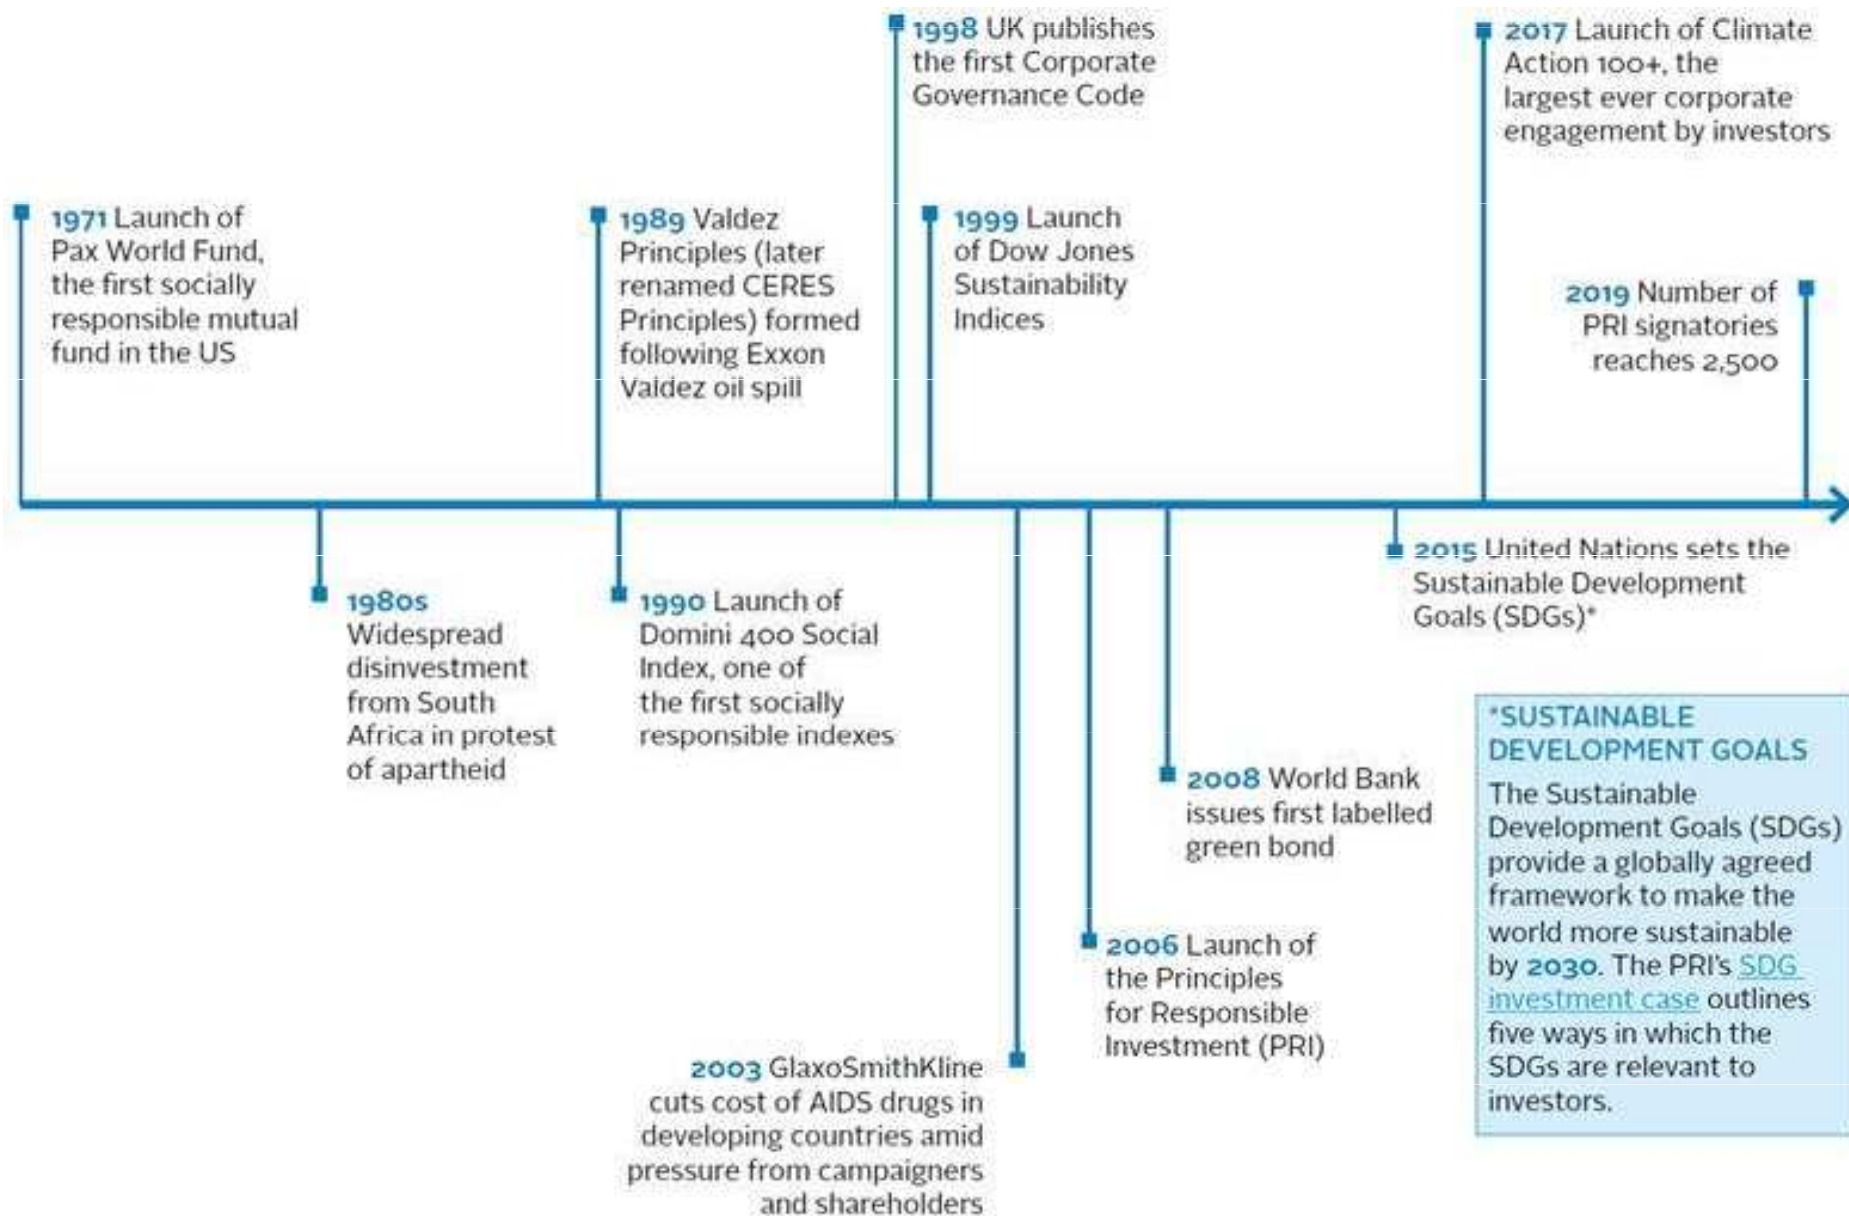 1971 Launch of
Pax World Fund,
the first socially
responsible mutual
fund in the US
1980s
Widespread
disinvestment
from South
Africa in protest
of apartheid
1989 Valdez
Principles (later
renamed CERES
Principles) formed
following Exxon
Valdez oil spill
1990 Launch of
Domini 400 Social
Index, one of
the first socially
responsible indexes
1998 UK publishes
the first Corporate
Governance Code
1999 Launch
of Dow Jones
Sustainability
Indices
2003 GlaxoSmithKline
cuts cost of AIDS drugs in
developing countries amid
pressure from campaigners
and shareholders
2006 Launch of
the Principles
for Responsible
Investment (PRI)
2008 World Bank
issues first labelled
green bond
2015 United Nations sets the
Sustainable Development
Goals (SDGs)*
2017 Launch of Climate
Action 100+, the
largest ever corporate
engagement by investors
2019 Number of
PRI signatories
reaches 2,500
*SUSTAINABLE
DEVELOPMENT GOALS
The Sustainable
Development Goals (SDGs)
provide a globally agreed
framework to make the
world more sustainable
by 2030. The PRI's SDG
investment case outlines
five ways in which the
SDGs are relevant to
investors.